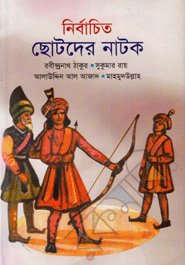 নির্বাচিত
ছোটদের নাটক
রবীন্দ্রনাথ ঠাকুর • সুকুমার রায়
আলাউদ্দিন আল আজাদ • মাহমুদউল্লাহ